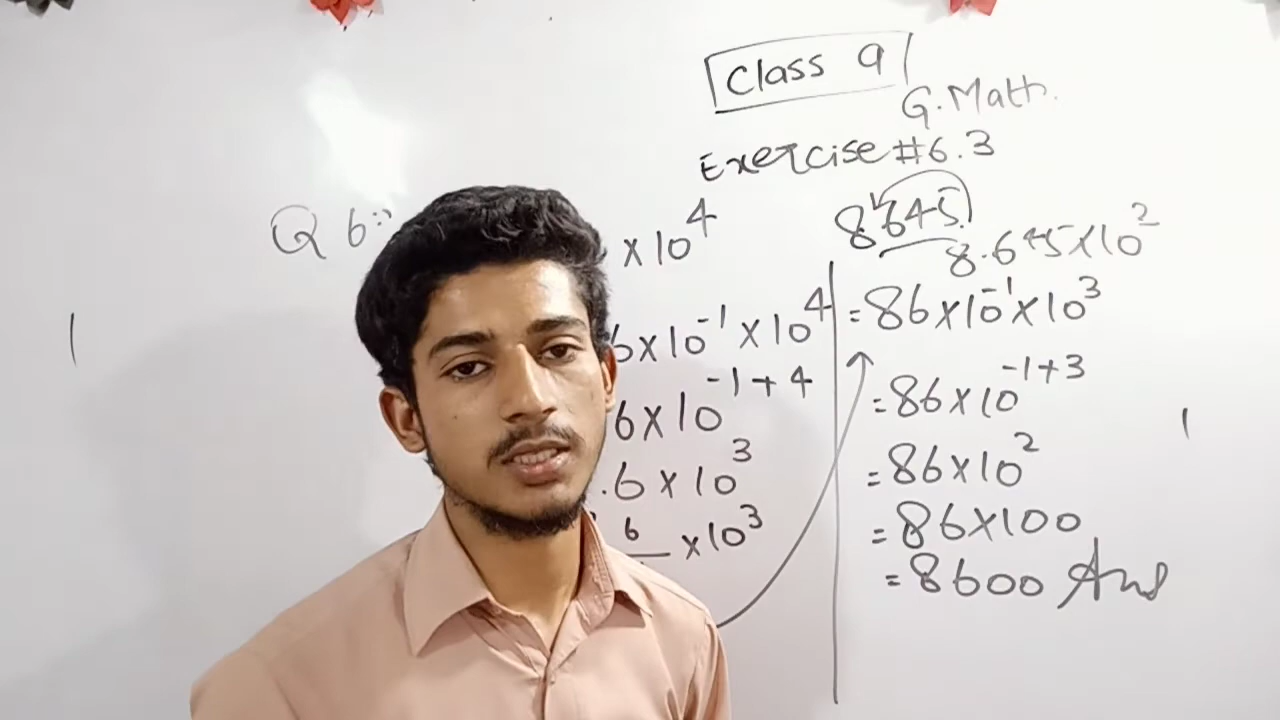 Class 9
G. Math.
Exercise #6.3
Q 6:-
× 10⁴
6 × 10⁻¹ × 10⁴
6 × 10⁻¹⁺⁴
.6 × 10³
6 × 10³
8645
8.645 × 10²
= 86 × 10⁻¹ × 10³
= 86 × 10⁻¹⁺³
= 86 × 10²
= 86 × 100
= 8600 Ans